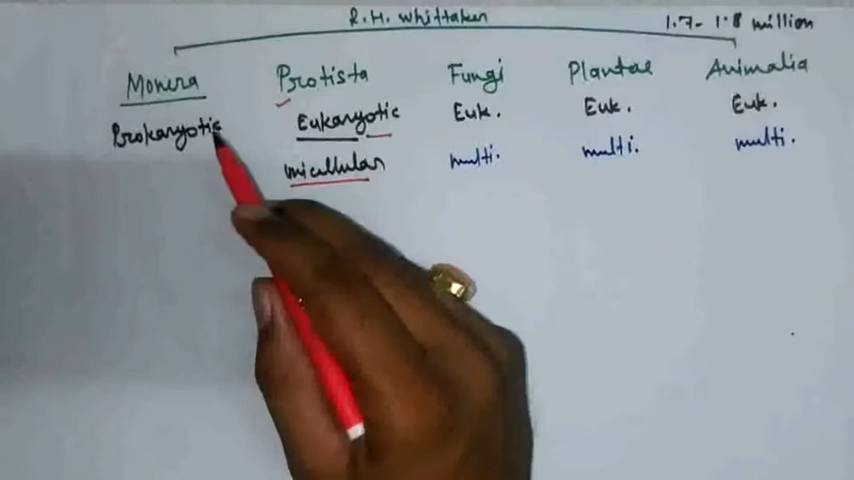 R.H. Whittaker 1.7-1.8 million
Monera Protista Fungi Plantae Animalia
Prokaryotic Eukaryotic Euk. Euk. Euk.
unicellular multi. multi. multi.